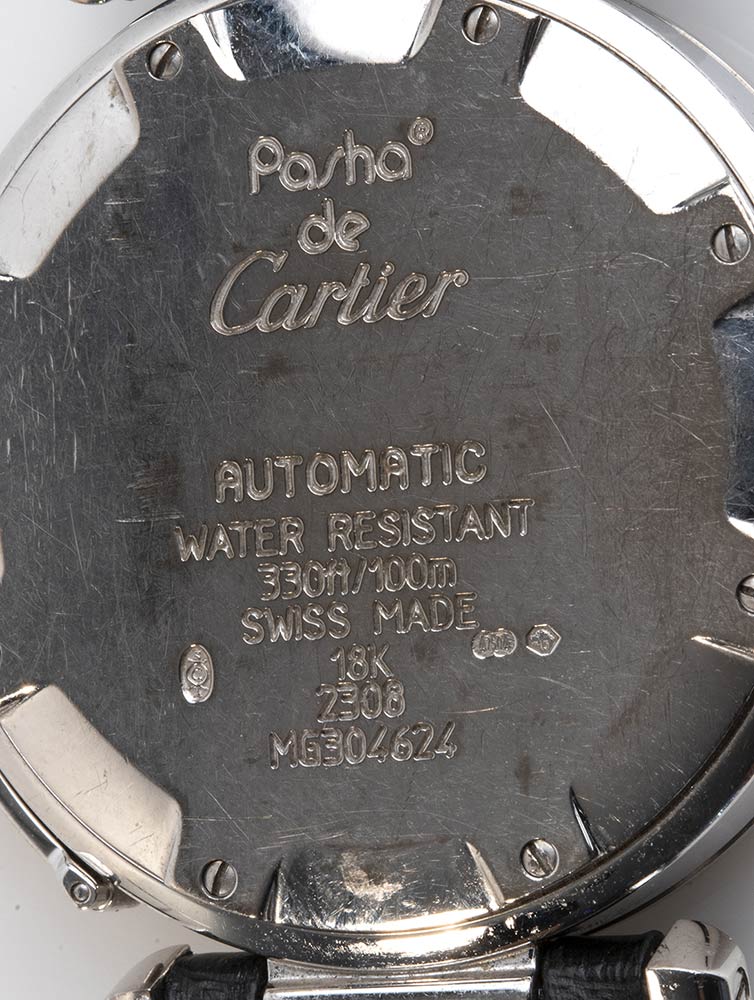 Pasha®
de
Cartier
AUTOMATIC
WATER RESISTANT
330ft/100m
SWISS MADE
18K
2308
MG304624